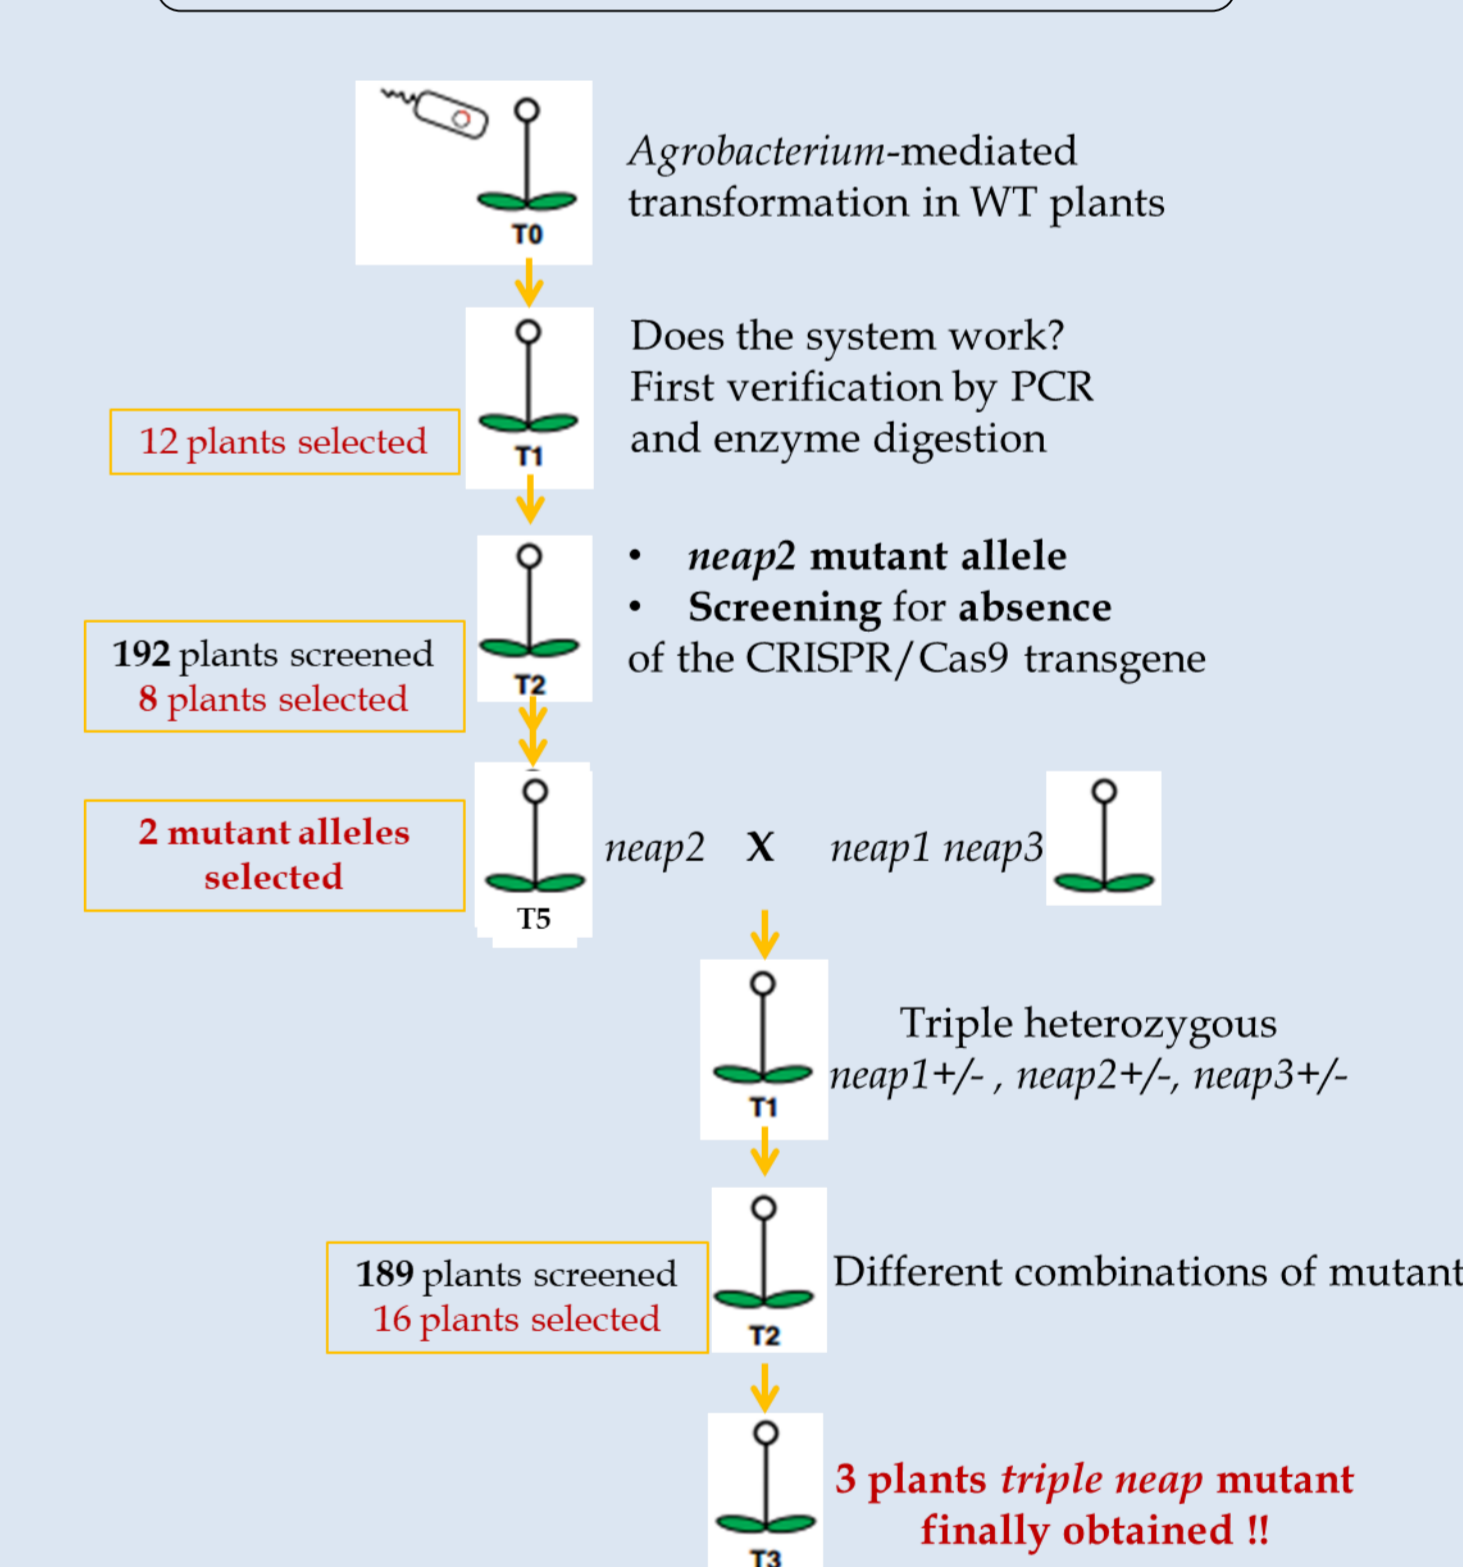 Agrobacterium-mediated
transformation in WT plants
T0
Does the system work?
First verification by PCR
and enzyme digestion
12 plants selected
T1
• neap2 mutant allele
• Screening for absence
of the CRISPR/Cas9 transgene
192 plants screened
8 plants selected
T2
2 mutant alleles
selected
neap2 X neap1 neap3
T5
Triple heterozygous
neap1+/- , neap2+/-, neap3+/-
T1
189 plants screened
16 plants selected
Different combinations of mutant
T2
3 plants triple neap mutant
finally obtained !!
T3